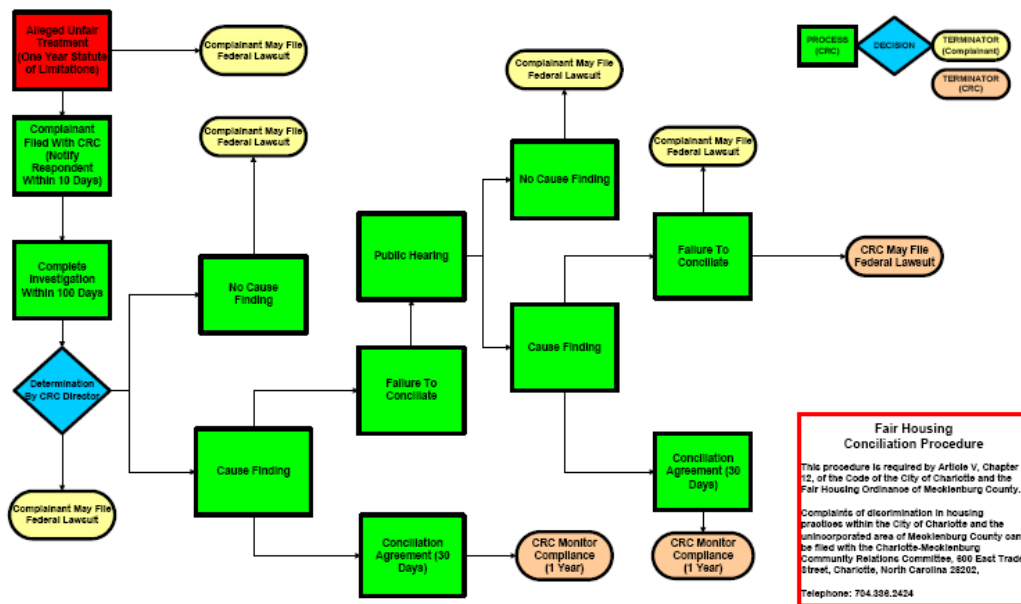 Alleged Unfair
Treatment
(One Year Statute
of Limitations)
Complainant May File
Federal Lawsuit
Complainant
Filed With CRC
(Notify
Respondent
Within 10 Days)
Complainant May File
Federal Lawsuit
Complete
Investigation
Within 100 Days
No Cause
Finding
Determination
By CRC Director
Complainant May File
Federal Lawsuit
Cause Finding
Failure To
Conciliate
Public Hearing
Conciliation
Agreement (30
Days)
CRC Monitor
Compliance
(1 Year)
Complainant May File
Federal Lawsuit
No Cause Finding
Cause Finding
Complainant May File
Federal Lawsuit
Failure To
Conciliate
CRC May File
Federal Lawsuit
Conciliation
Agreement (30
Days)
CRC Monitor
Compliance
(1 Year)
PROCESS
(CRC)
DECISION
TERMINATOR
(Complainant)
TERMINATOR
(CRC)
Fair Housing
Conciliation Procedure
This procedure is required by Article V, Chapter
12, of the Code of the City of Charlotte and the
Fair Housing Ordinance of Mecklenburg County.
Complaints of discrimination in housing
practices within the City of Charlotte and the
unincorporated area of Mecklenburg County can
be filed with the Charlotte-Mecklenburg
Community Relations Committee, 600 East Trade
Street, Charlotte, North Carolina 28202,
Telephone: 704.336.2424